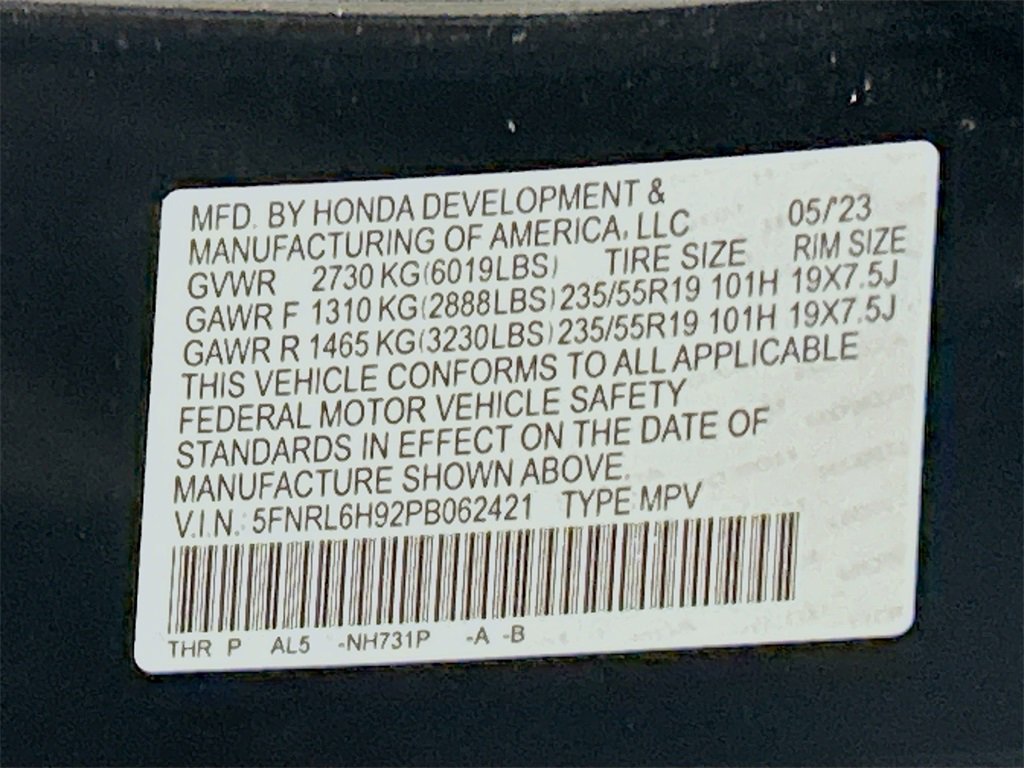 MFD. BY HONDA DEVELOPMENT &
MANUFACTURING OF AMERICA, LLC 05/'23
GVWR 2730 KG(6019LBS) TIRE SIZE RIM SIZE
GAWR F 1310 KG(2888LBS) 235/55R19 101H 19X7.5J
GAWR R 1465 KG(3230LBS) 235/55R19 101H 19X7.5J
THIS VEHICLE CONFORMS TO ALL APPLICABLE
FEDERAL MOTOR VEHICLE SAFETY
STANDARDS IN EFFECT ON THE DATE OF
MANUFACTURE SHOWN ABOVE.
V.I.N. 5FNRL6H92PB062421 TYPE MPV
THR P AL5 -NH731P -A -B